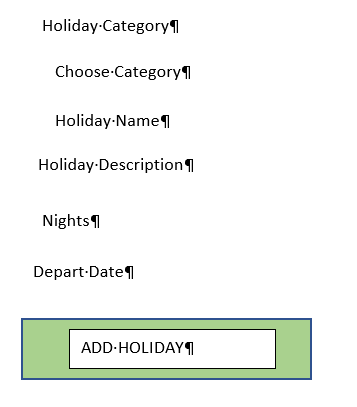 Holiday·Category¶
Choose·Category¶
Holiday·Name¶
Holiday·Description¶
Nights¶
Depart·Date¶
ADD·HOLIDAY¶